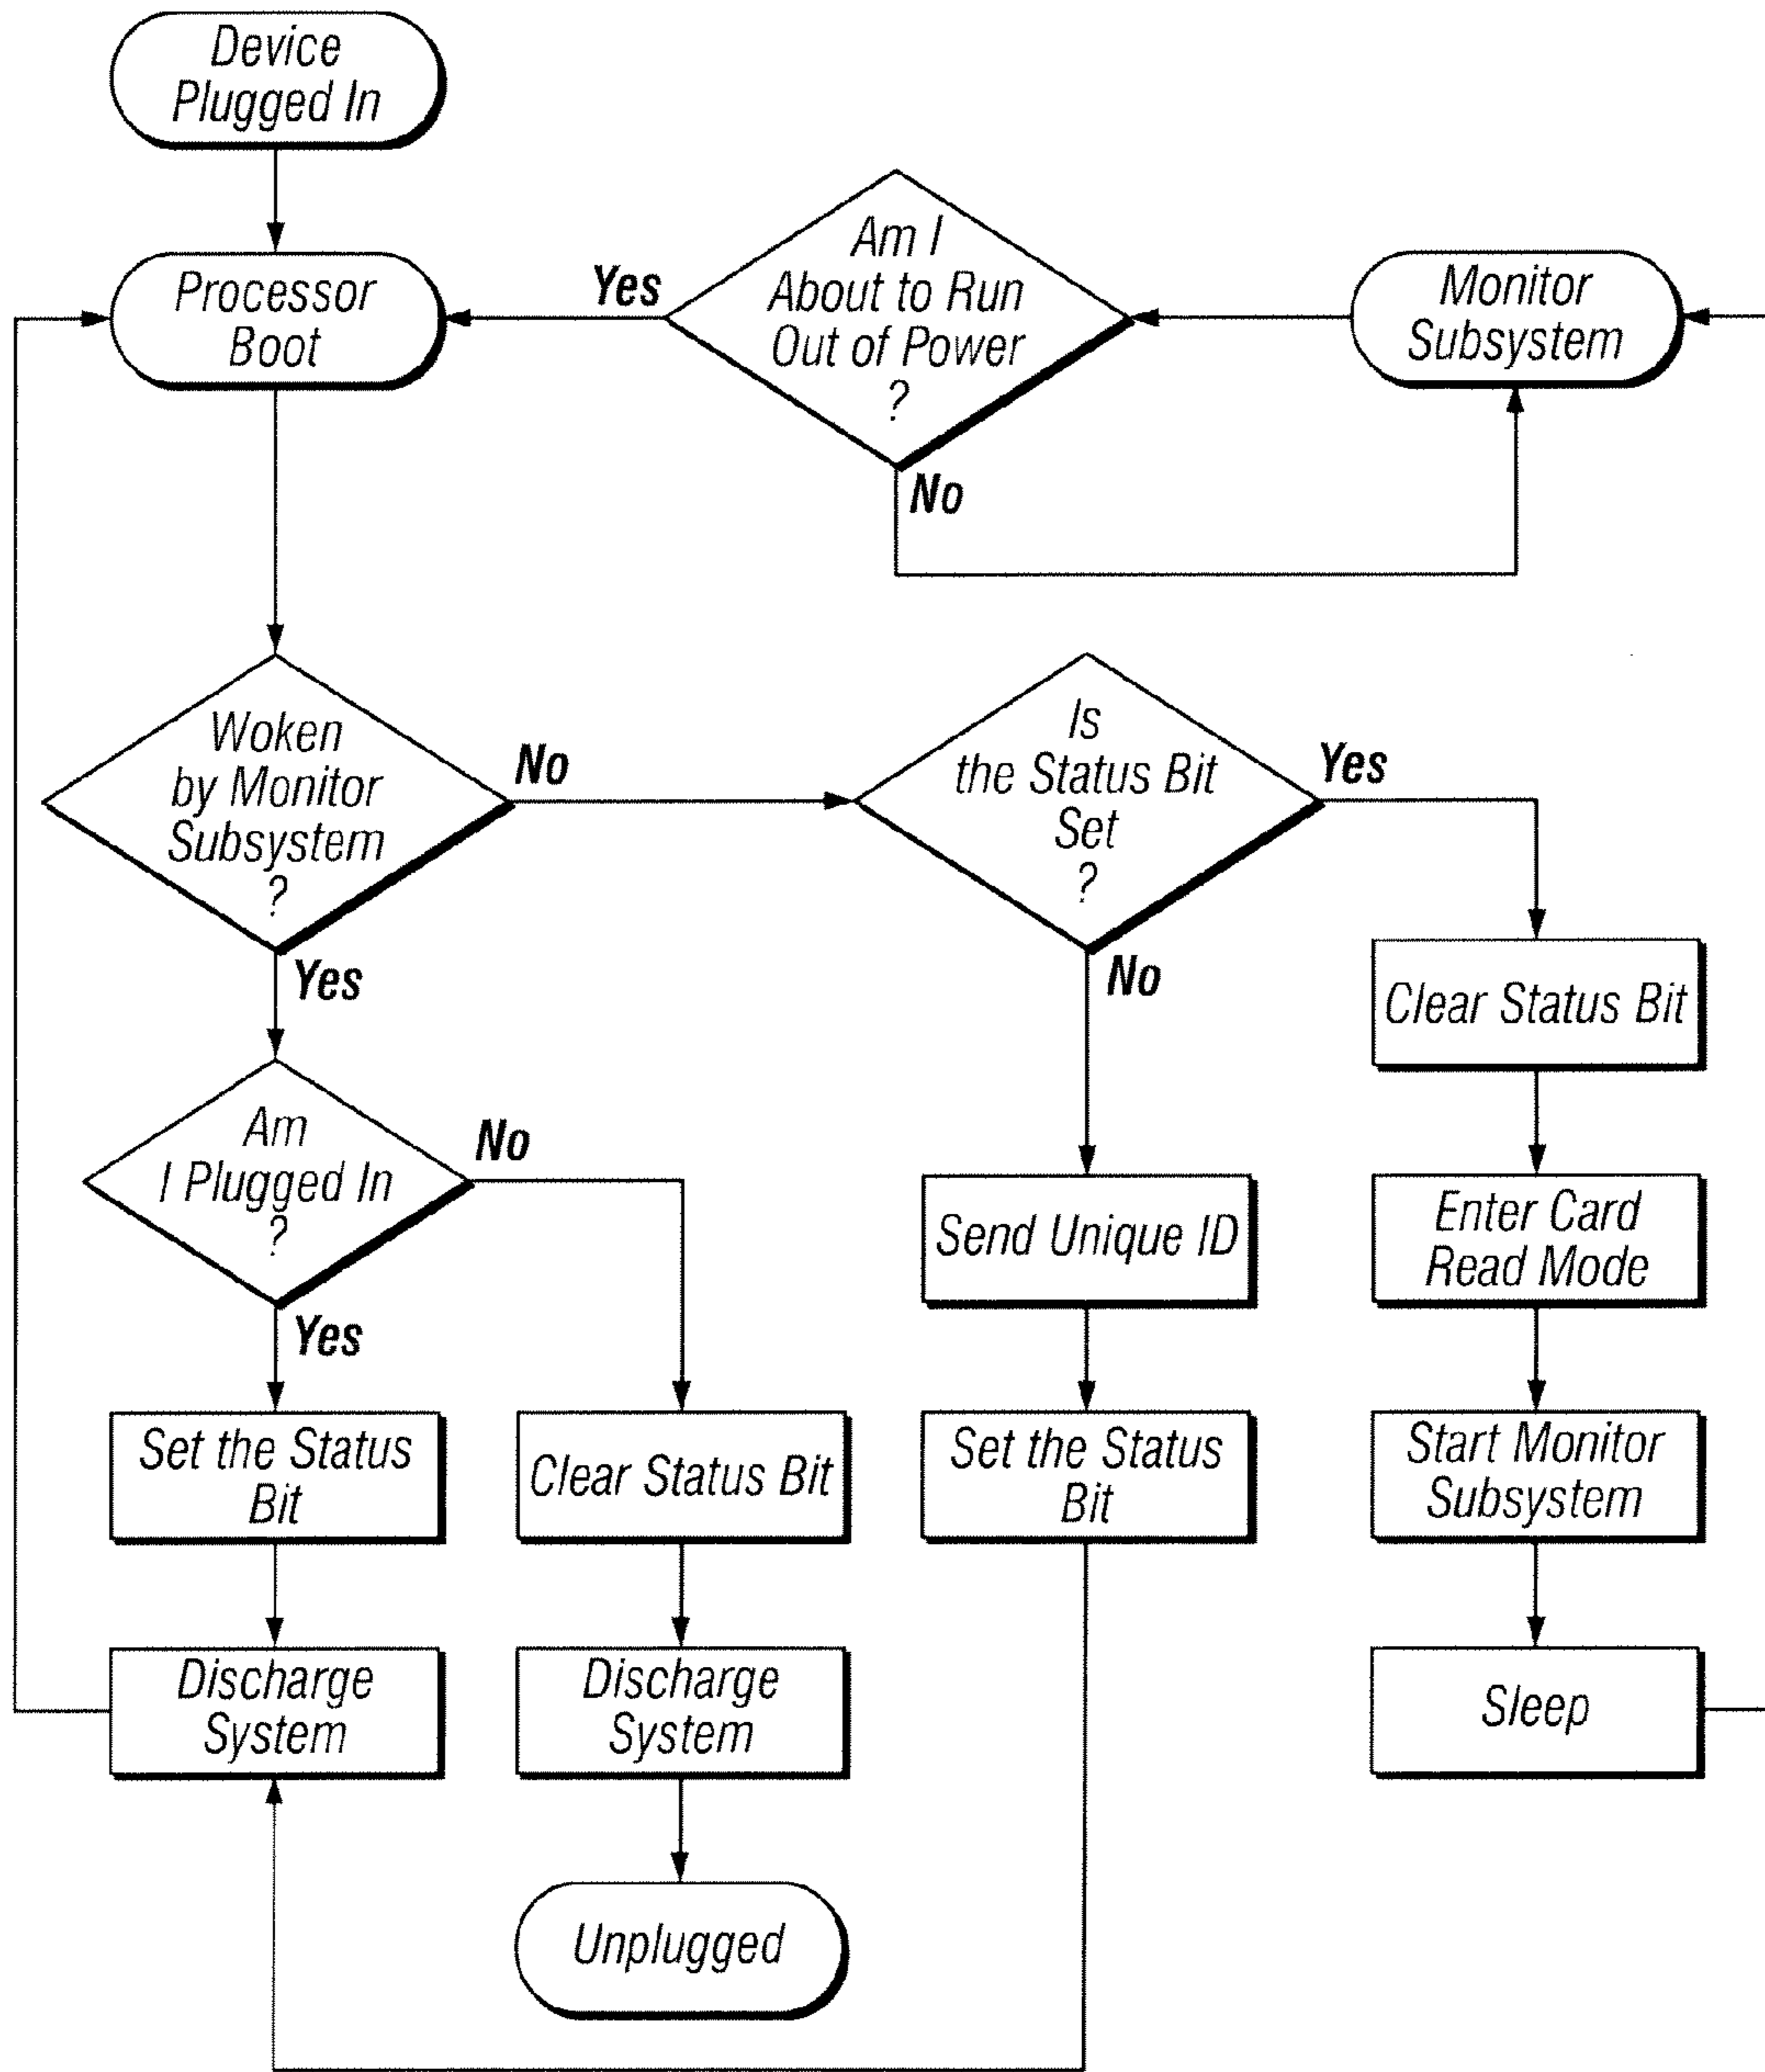 Device
Plugged In
Processor
Boot
Yes
Am I
About to Run
Out of Power
?
No
Monitor
Subsystem
Woken
by Monitor
Subsystem
?
No
Yes
Is
the Status Bit
Set
?
Yes
No
Clear Status Bit
Am
I Plugged In
?
No
Yes
Send Unique ID
Enter Card
Read Mode
Set the Status
Bit
Clear Status Bit
Set the Status
Bit
Start Monitor
Subsystem
Discharge
System
Discharge
System
Sleep
Unplugged